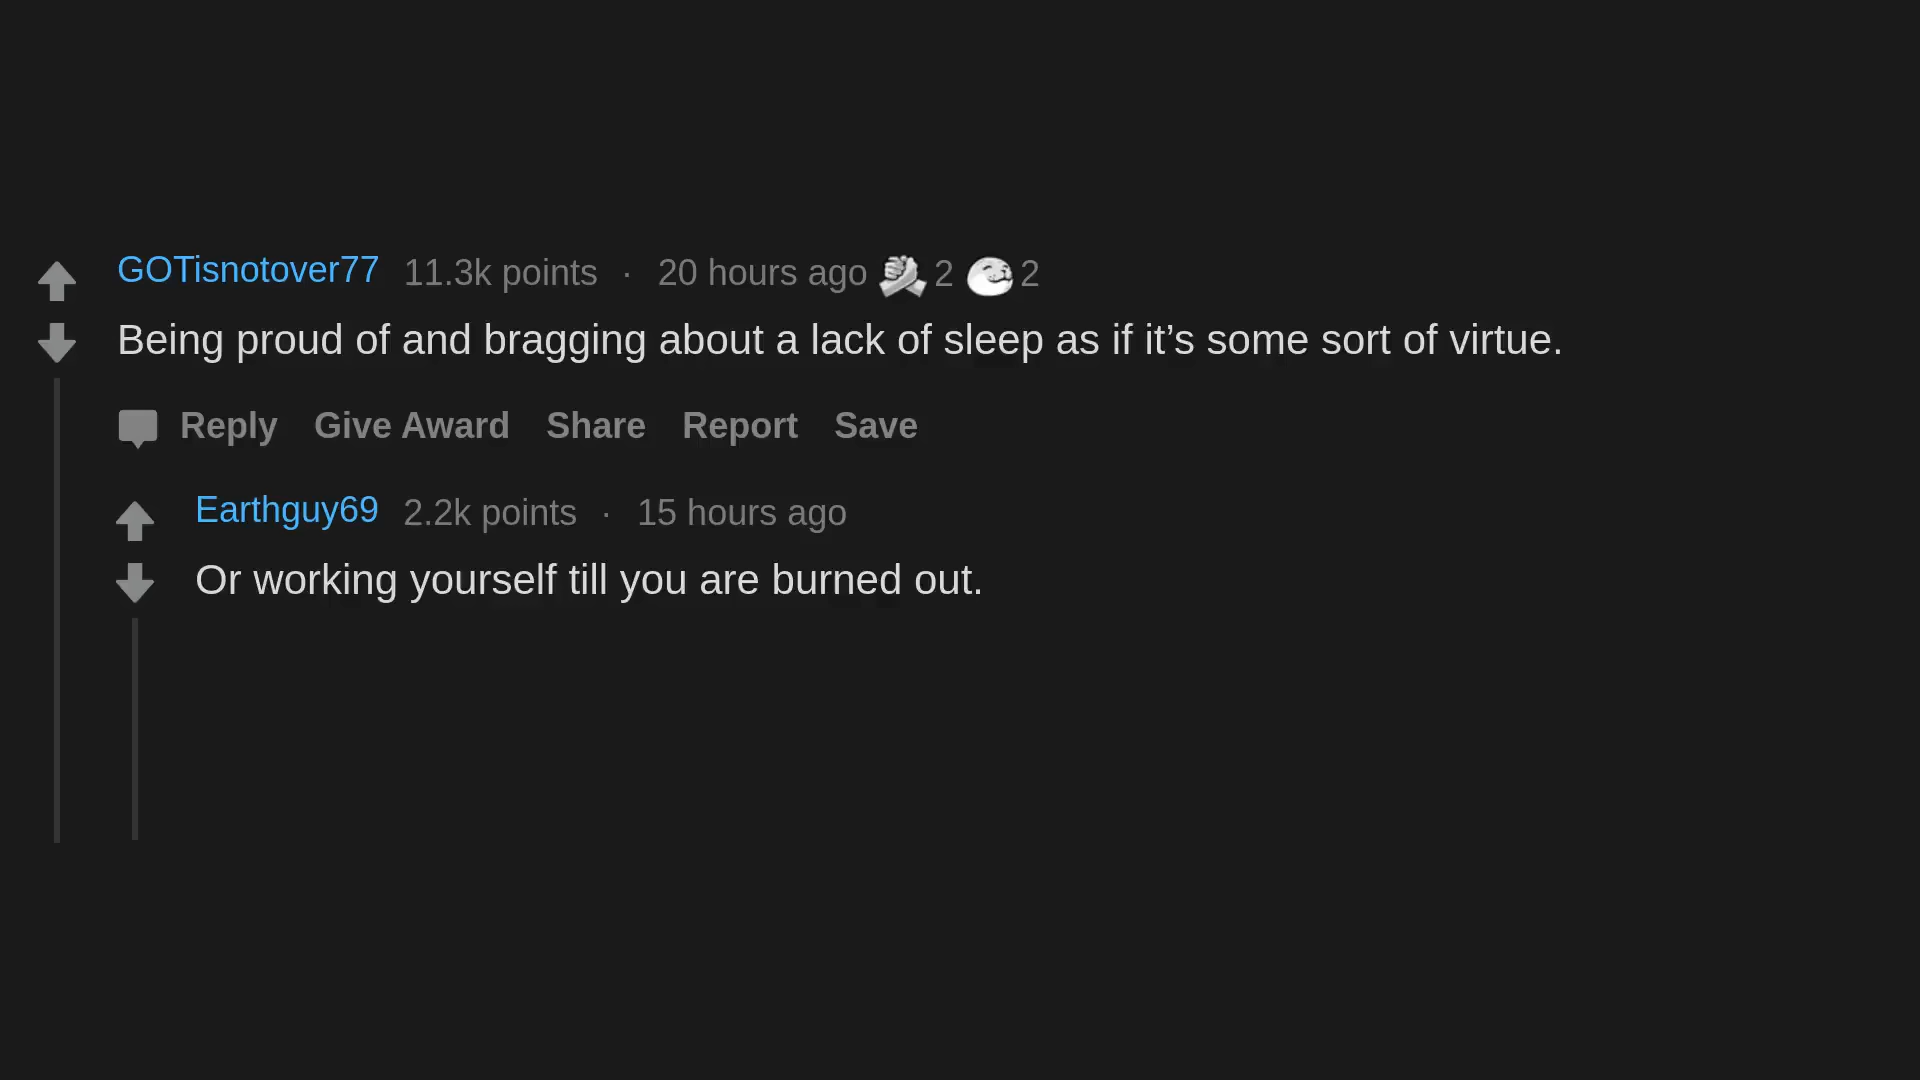 GOTisnotover77 11.3k points · 20 hours ago 2 2
Being proud of and bragging about a lack of sleep as if it’s some sort of virtue.
Reply Give Award Share Report Save
Earthguy69 2.2k points · 15 hours ago
Or working yourself till you are burned out.